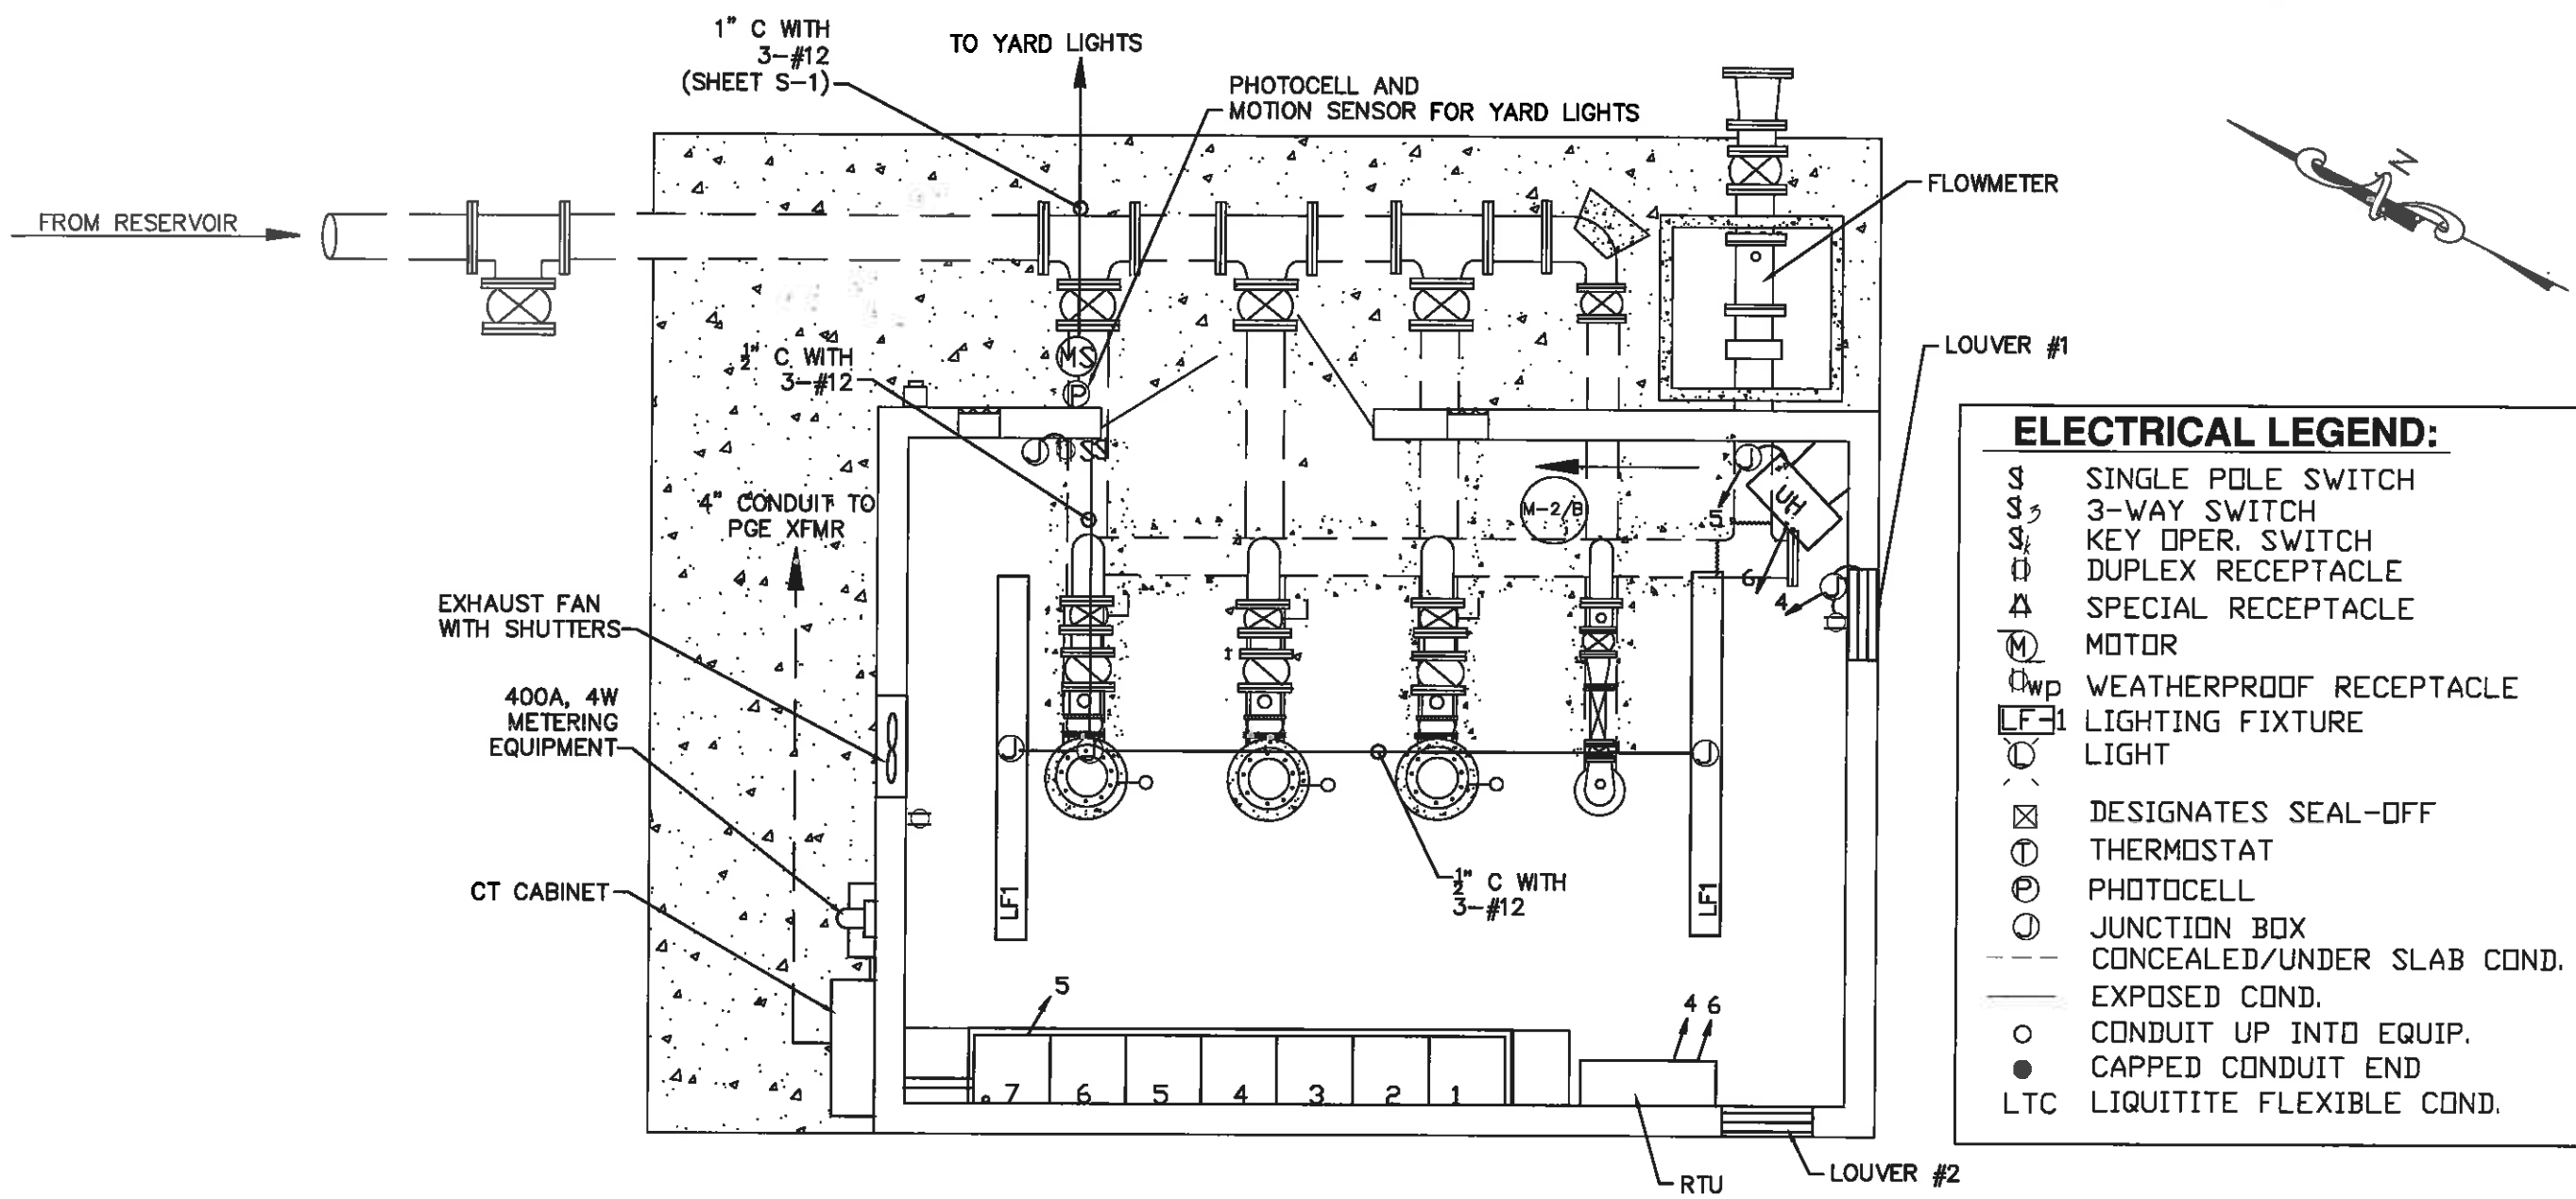 1" C WITH
3-#12
(SHEET S-1)
TO YARD LIGHTS
PHOTOCELL AND
MOTION SENSOR FOR YARD LIGHTS
N
FLOWMETER
FROM RESERVOIR
LOUVER #1
MS
½" C WITH
3-#12
P
J
SS
J
UH
5
M-2/B
4" CONDUIT TO
PGE XFMR
6
J
4
EXHAUST FAN
WITH SHUTTERS
400A, 4W
METERING
EQUIPMENT
J
J
CT CABINET
LF1
½" C WITH
3-#12
LF1
5
4 6
7 6 5 4 3 2 1
RTU
LOUVER #2
ELECTRICAL LEGEND:
S SINGLE POLE SWITCH
S3 3-WAY SWITCH
Sk KEY OPER. SWITCH
DUPLEX RECEPTACLE
SPECIAL RECEPTACLE
M MOTOR
wp WEATHERPROOF RECEPTACLE
LF-1 LIGHTING FIXTURE
L LIGHT
DESIGNATES SEAL-OFF
T THERMOSTAT
P PHOTOCELL
J JUNCTION BOX
CONCEALED/UNDER SLAB COND.
EXPOSED COND.
CONDUIT UP INTO EQUIP.
CAPPED CONDUIT END
LTC LIQUITITE FLEXIBLE COND.